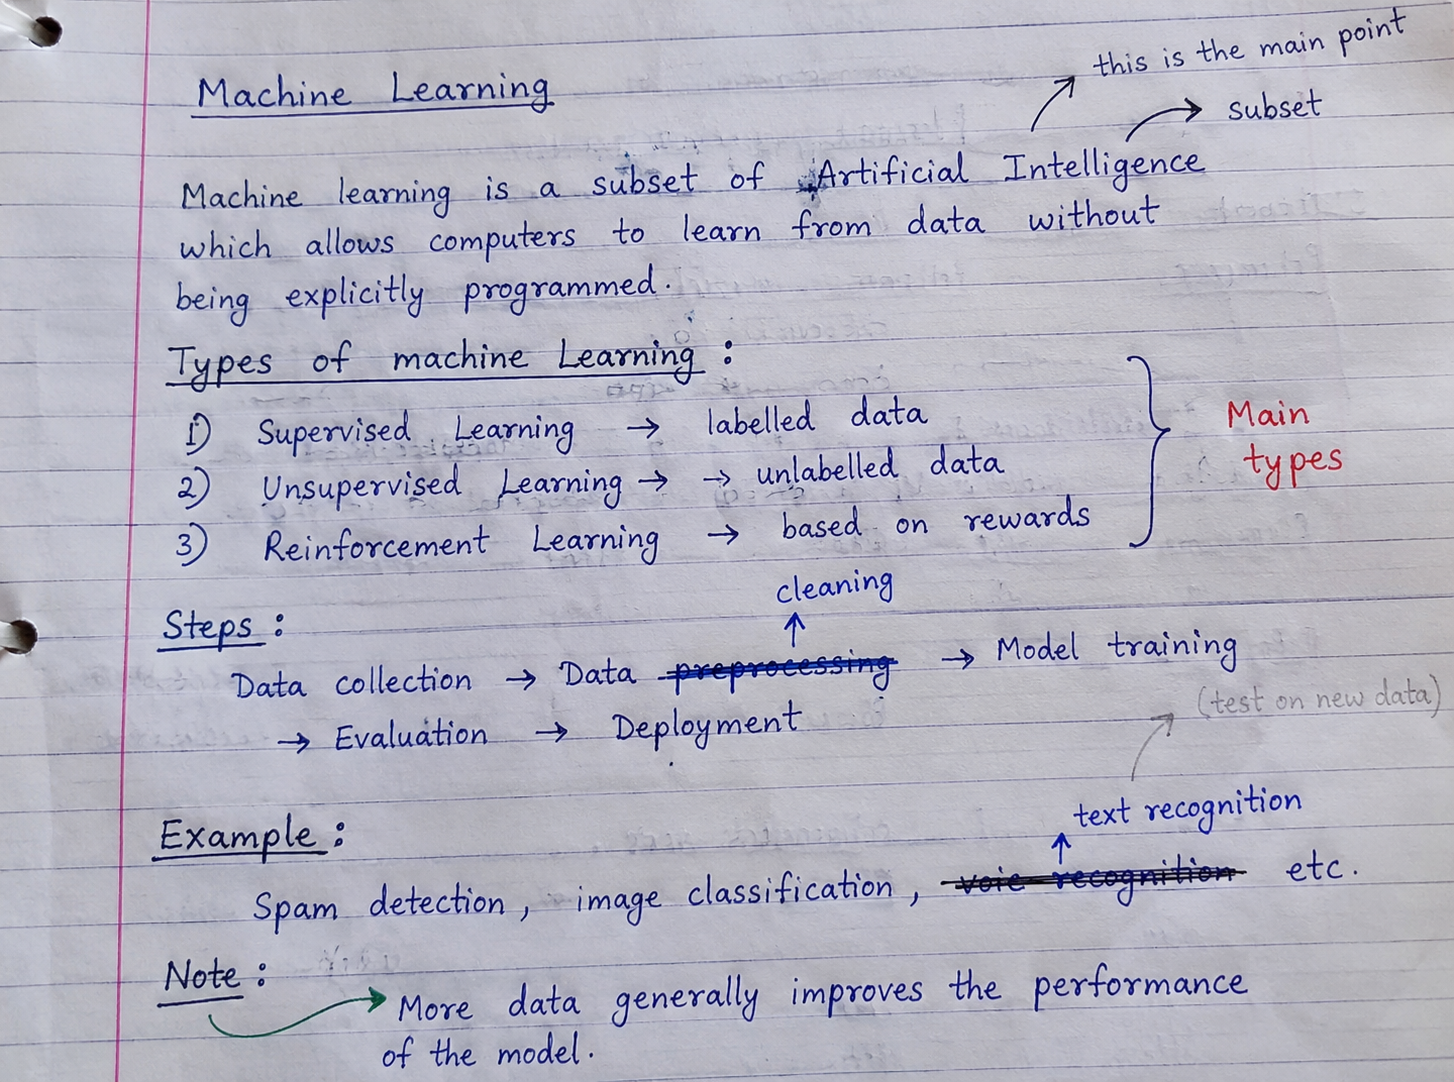 this is the main point
Machine Learning
subset
Machine learning is a subset of Artificial Intelligence
which allows computers to learn from data without
being explicitly programmed.
Types of machine Learning :
1) Supervised Learning → labelled data
2) Unsupervised Learning → → unlabelled data
3) Reinforcement Learning → based on rewards
Main
types
cleaning
↑
Steps :
Data collection → Data ~~preprocessing~~ → Model training
(test on new data)
→ Evaluation → Deployment
text recognition
↑
Example :
Spam detection, image classification, ~~voie recognition~~ etc.
Note :
More data generally improves the performance
of the model.